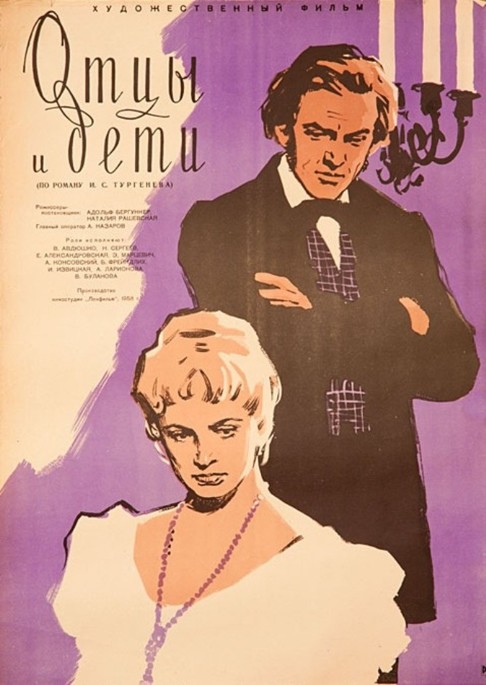 ХУДОЖЕСТВЕННЫЙ ФИЛЬМ
Отцы
и дети
(ПО РОМАНУ И. С. ТУРГЕНЕВА)
Режиссеры-
постановщики: АДОЛЬФ БЕРГУНКЕР,
НАТАЛИЯ РАШЕВСКАЯ
Главный оператор А. НАЗАРОВ
Роли исполняют:
В. АВДЮШКО, Н. СЕРГЕЕВ,
Е. АЛЕКСАНДРОВСКАЯ, Э. МАРЦЕВИЧ,
А. КОНСОВСКИЙ, Б. ФРЕЙНДЛИХ,
И. ИЗВИЦКАЯ, А. ЛАРИОНОВА,
В. БУЛАНОВА
Производство
киностудии „Ленфильм“, 1958 г.